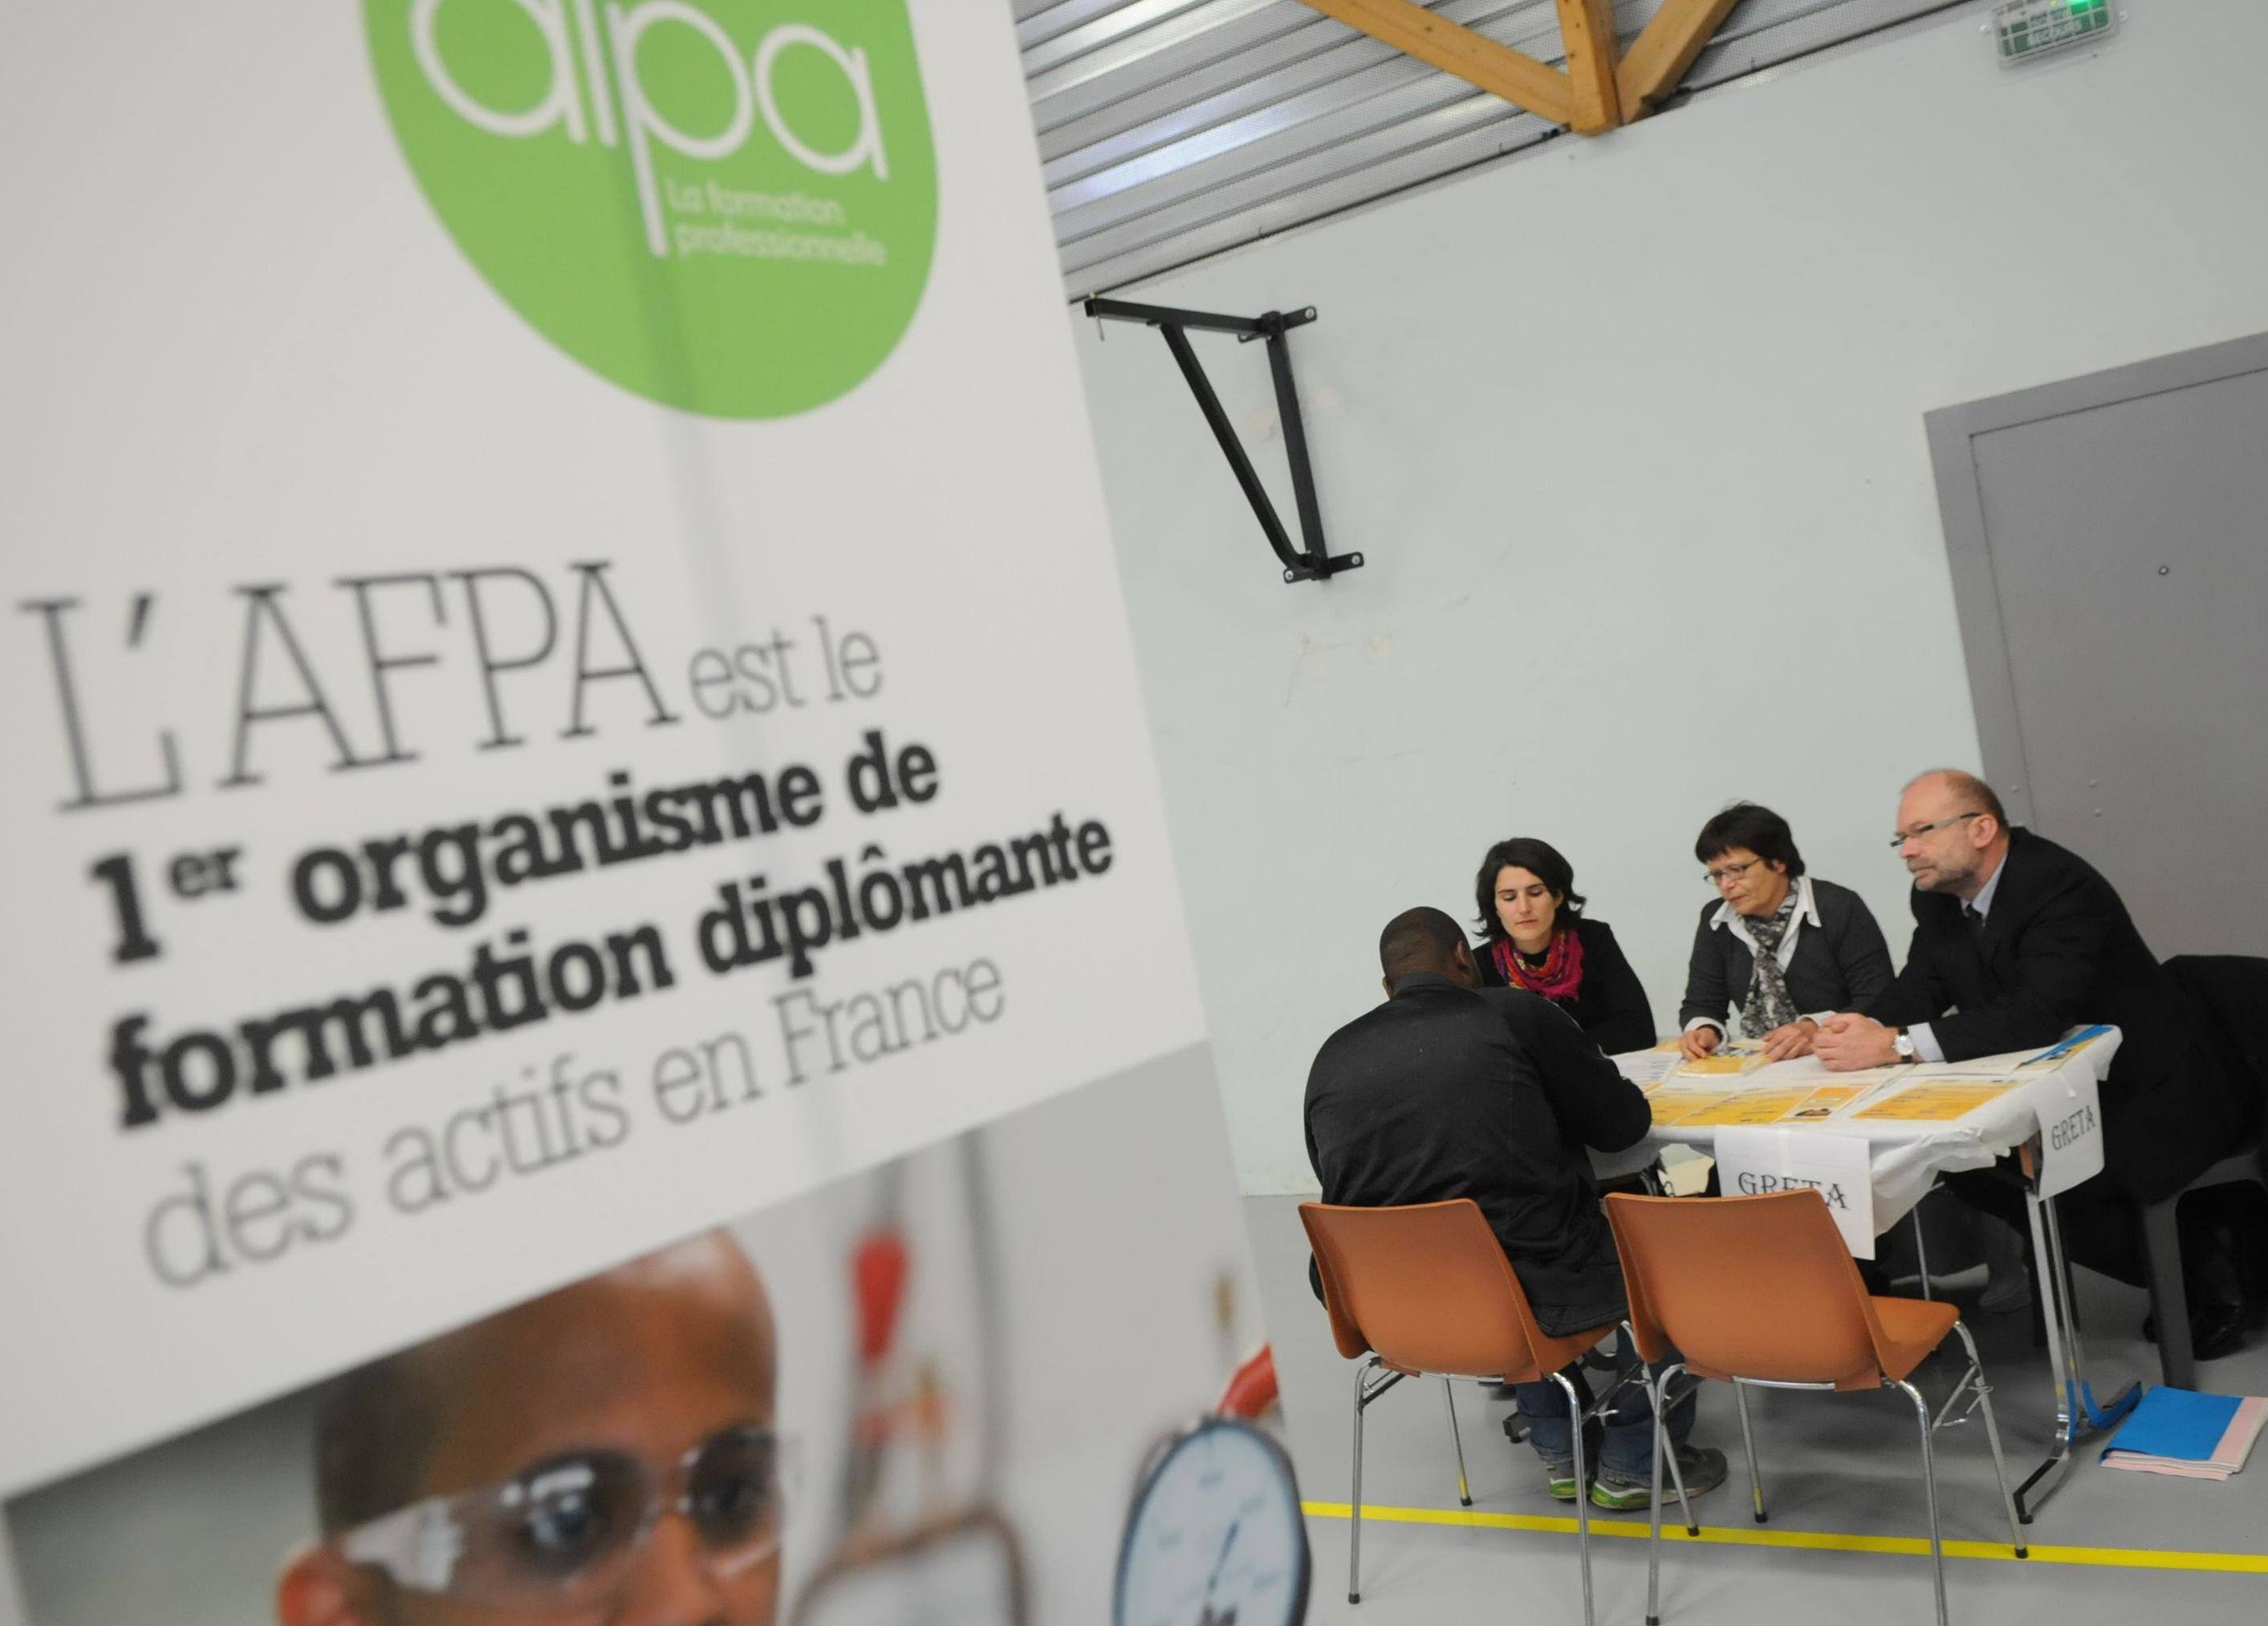 afpa
La formation
professionnelle
L'AFPA est le
1er organisme de
formation diplômante
des actifs en France
GRETA
GRETA